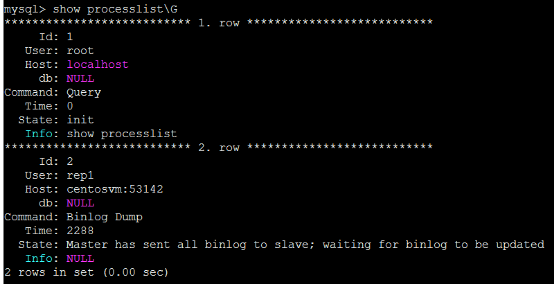 mysql> show processlist\G
*************************** 1. row ***************************
Id: 1
User: root
Host: localhost
db: NULL
Command: Query
Time: 0
State: init
Info: show processlist
*************************** 2. row ***************************
Id: 2
User: rep1
Host: centosvm:53142
db: NULL
Command: Binlog Dump
Time: 2288
State: Master has sent all binlog to slave; waiting for binlog to be updated
Info: NULL
2 rows in set (0.00 sec)